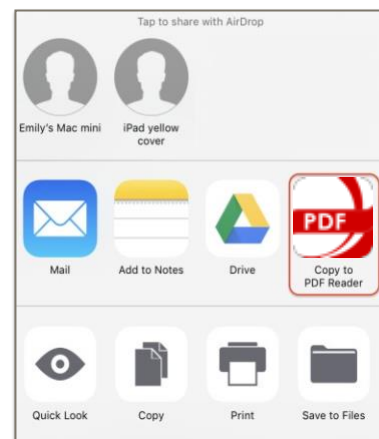 Tap to share with AirDrop
Emily's Mac mini
iPad yellow
cover
PDF
Mail
Add to Notes
Drive
Copy to
PDF Reader
Quick Look
Copy
Print
Save to Files